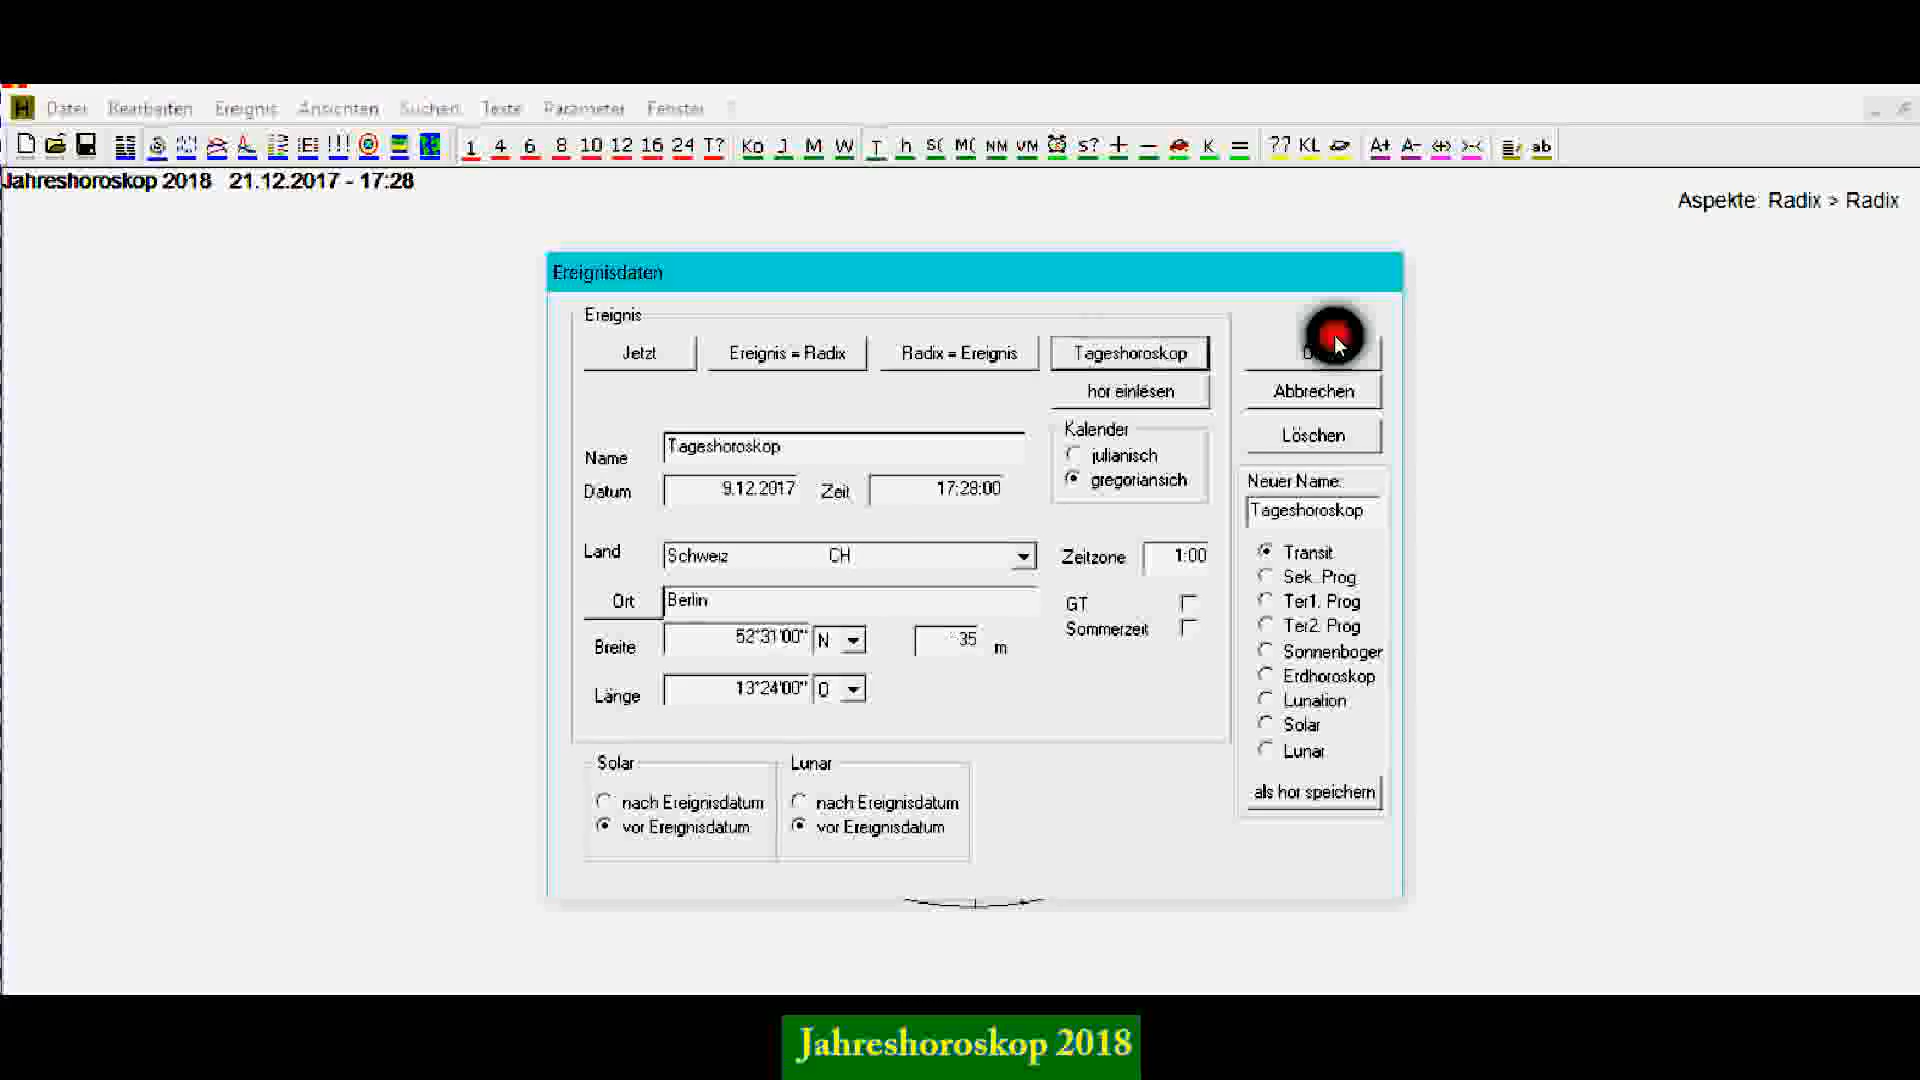 Datei Bearbeiten Ereignis Ansichten Suchen Texte Parameter Fenster ?
1 4 6 8 10 12 16 24 T? Ko J M W T h S( M( NM VM s? + − K = ?? KL A+ A- ab
Jahreshoroskop 2018 21.12.2017 - 17:28
Aspekte: Radix > Radix
Ereignisdaten
Ereignis
Jetzt Ereignis = Radix Radix = Ereignis Tageshoroskop
hor einlesen Abbrechen
Kalender
Löschen
Name Tageshoroskop julianisch
Datum 9.12.2017 Zeit 17:28:00 gregoriansich
Neuer Name:
Tageshoroskop
Land Schweiz CH Zeitzone 1:00
Ort Berlin GT
Breite 52°31'00'' N 35 m Sommerzeit
Länge 13°24'00'' O
Transit
Sek. Prog
Ter1. Prog
Ter2. Prog
Sonnenboger
Erdhoroskop
Lunation
Solar
Lunar
als hor speichern
Solar
nach Ereignisdatum
vor Ereignisdatum
Lunar
nach Ereignisdatum
vor Ereignisdatum
Jahreshoroskop 2018